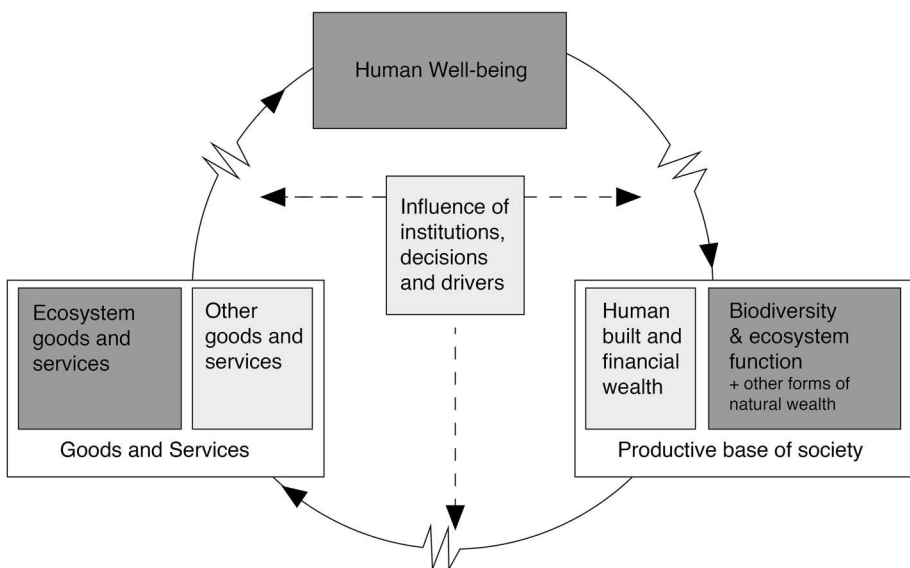 Human Well-being
Influence of
institutions,
decisions
and drivers
Ecosystem
goods and
services
Other
goods and
services
Goods and Services
Human
built and
financial
wealth
Biodiversity
& ecosystem
function
+ other forms of
natural wealth
Productive base of society